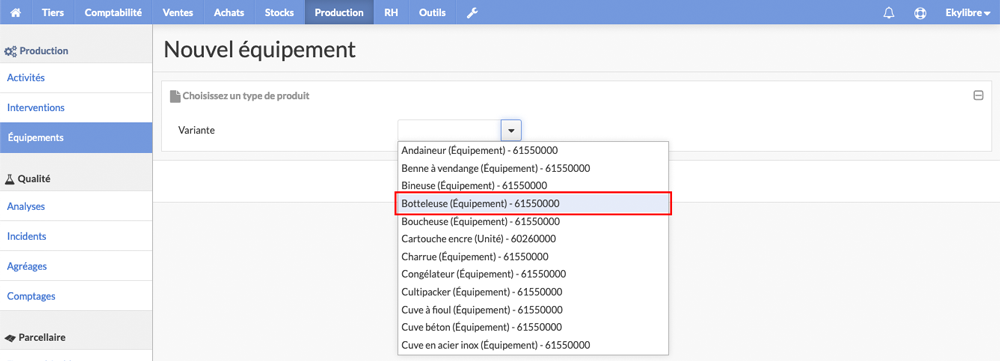 Tiers Comptabilité Ventes Achats Stocks Production RH Outils Ekylibre
Production
Activités
Interventions
Équipements
Qualité
Analyses
Incidents
Agréages
Comptages
Parcellaire
Nouvel équipement
Choisissez un type de produit
Variante
Andaineur (Équipement) - 61550000
Benne à vendange (Équipement) - 61550000
Bineuse (Équipement) - 61550000
Botteleuse (Équipement) - 61550000
Boucheuse (Équipement) - 61550000
Cartouche encre (Unité) - 60260000
Charrue (Équipement) - 61550000
Congélateur (Équipement) - 61550000
Cultipacker (Équipement) - 61550000
Cuve à fioul (Équipement) - 61550000
Cuve béton (Équipement) - 61550000
Cuve en acier inox (Équipement) - 61550000